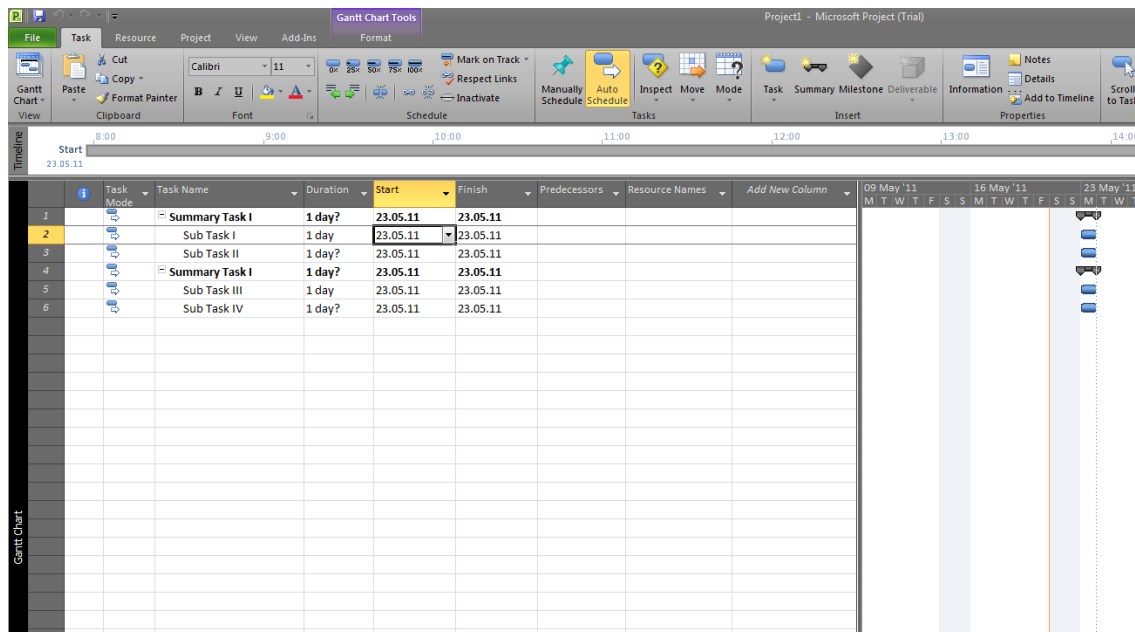 Gantt Chart Tools
Project1 - Microsoft Project (Trial)
File Task Resource Project View Add-Ins Format
Cut Calibri 11 0% 25% 50% 75% 100% Mark on Track Notes
Copy Respect Links Details
Format Painter B I U A Inactivate Add to Timeline
Gantt Chart Paste Manually Schedule Auto Schedule Inspect Move Mode Task Summary Milestone Deliverable Information Scroll to Task
View Clipboard Font Schedule Tasks Insert Properties
Timeline
8:00 9:00 10:00 11:00 12:00 13:00 14:00
Start
23.05.11
Task Mode Task Name Duration Start Finish Predecessors Resource Names Add New Column 09 May '11 16 May '11 23 May '11
M T W T F S S M T W T F S S M T W T
1 Summary Task I 1 day? 23.05.11 23.05.11
2 Sub Task I 1 day 23.05.11 23.05.11
3 Sub Task II 1 day? 23.05.11 23.05.11
4 Summary Task I 1 day? 23.05.11 23.05.11
5 Sub Task III 1 day 23.05.11 23.05.11
6 Sub Task IV 1 day? 23.05.11 23.05.11
Gantt Chart